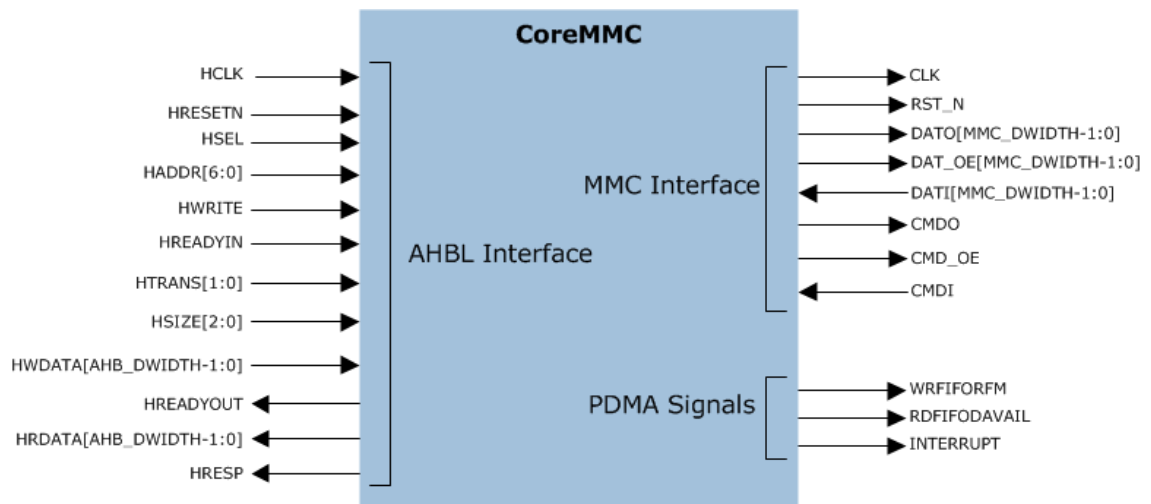 CoreMMC
HCLK
HRESETN
HSEL
HADDR[6:0]
HWRITE
HREADYIN
HTRANS[1:0]
HSIZE[2:0]
HWDATA[AHB_DWIDTH-1:0]
HREADYOUT
HRDATA[AHB_DWIDTH-1:0]
HRESP
AHBL Interface
MMC Interface
PDMA Signals
CLK
RST_N
DATO[MMC_DWIDTH-1:0]
DAT_OE[MMC_DWIDTH-1:0]
DATI[MMC_DWIDTH-1:0]
CMDO
CMD_OE
CMDI
WRFIFORFM
RDFIFODAVAIL
INTERRUPT